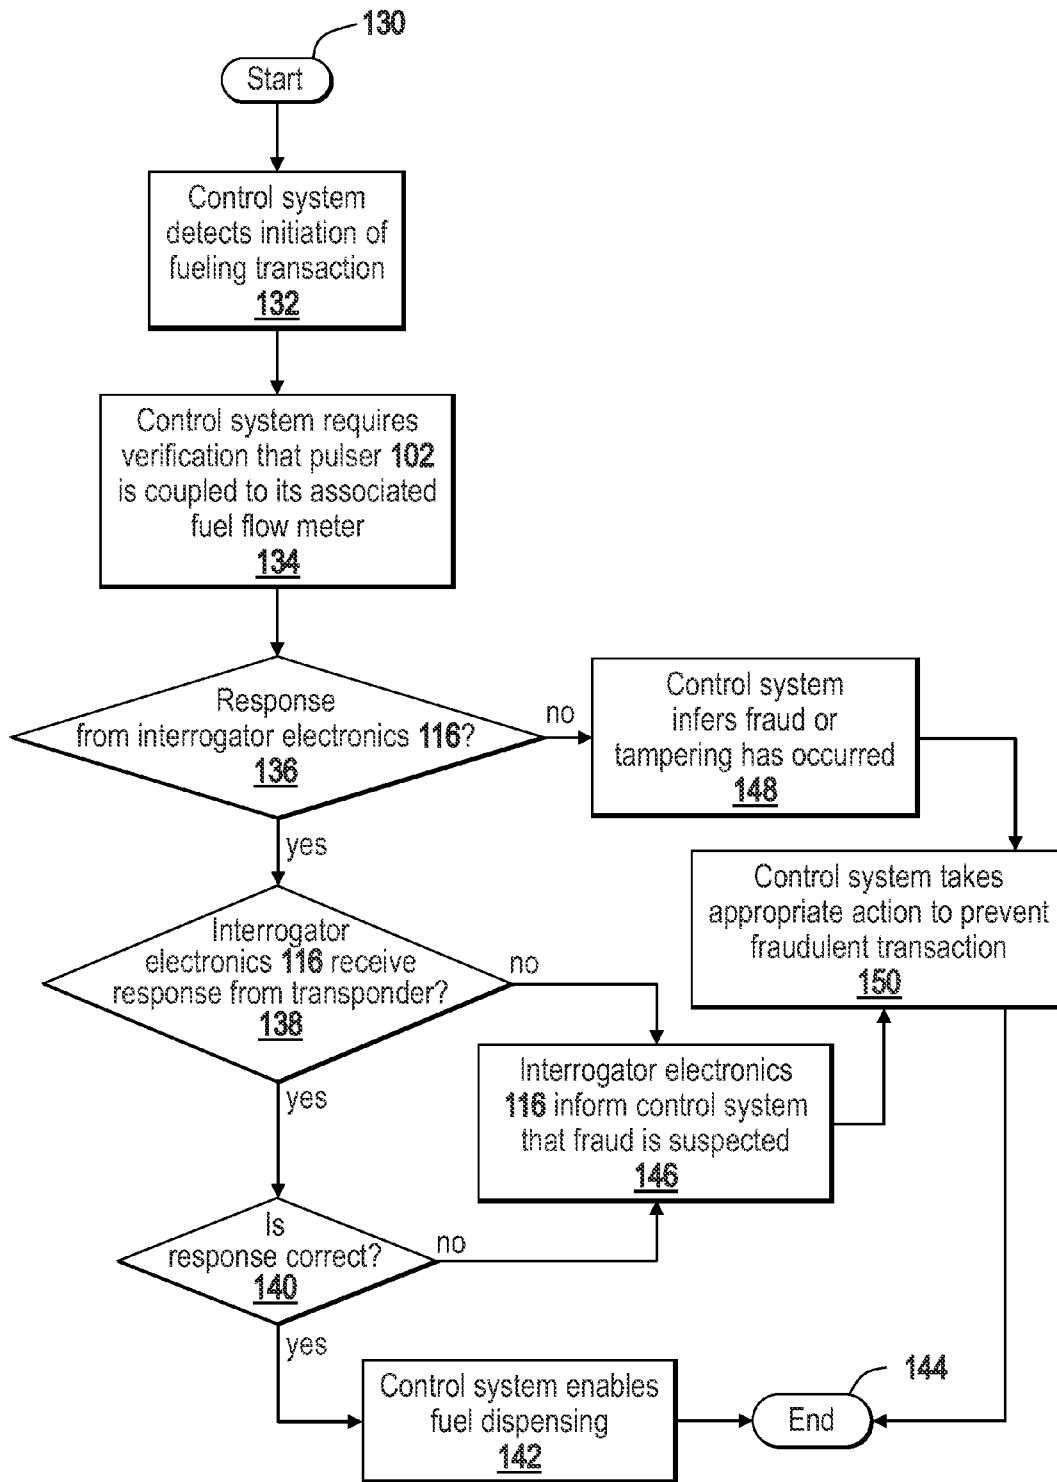 130
Start
Control system
detects initiation of
fueling transaction
132
Control system requires
verification that pulser 102
is coupled to its associated
fuel flow meter
134
Response
from interrogator electronics 116?
136
no
Control system
infers fraud or
tampering has occurred
148
yes
Control system takes
appropriate action to prevent
fraudulent transaction
150
Interrogator
electronics 116 receive
response from transponder?
138
no
Interrogator electronics
116 inform control system
that fraud is suspected
146
yes
Is
response correct?
140
no
yes
Control system enables
fuel dispensing
142
144
End